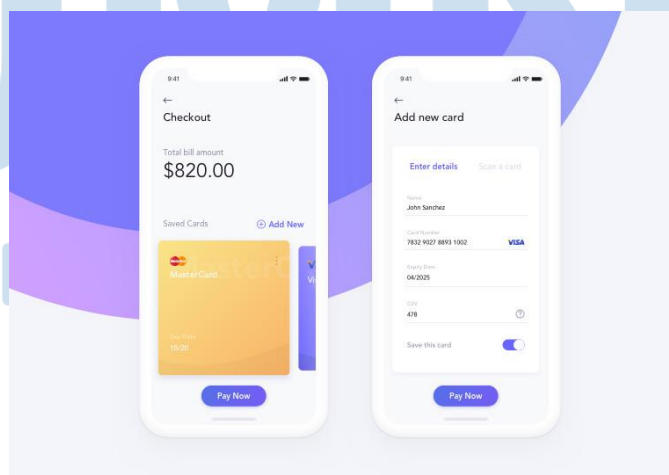 9:41
Checkout
Total bill amount
$820.00
Saved Cards
Add New
MasterCard
10/20
Pay Now
9:41
Add new card
Enter details
Scan a card
Name
John Sanchez
Card Number
7832 9027 8893 1002
VISA
Expiry Date
04/2025
CVV
478
Save this card
Pay Now